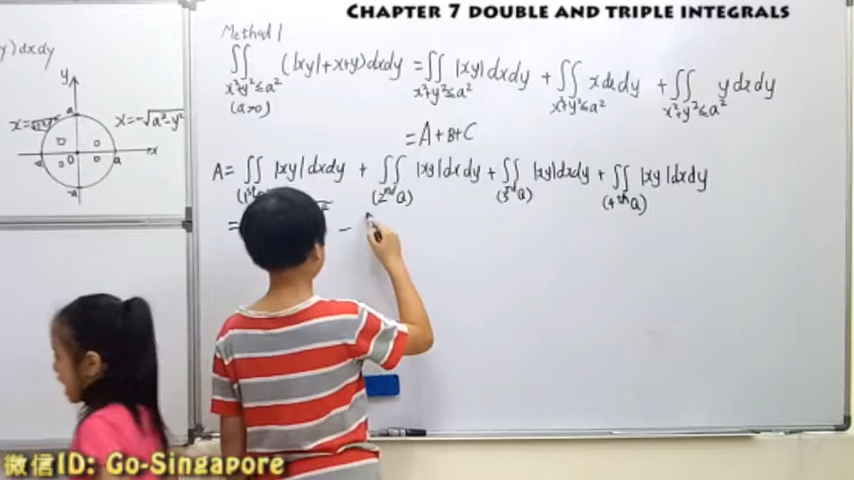 CHAPTER 7 DOUBLE AND TRIPLE INTEGRALS
Method 1
y)dxdy
∬ (|xy|+x+y)dxdy = ∬ |xy|dxdy + ∬ xdxdy + ∬ ydxdy
x²+y²≤a² x²+y²≤a² x²+y²≤a² x²+y²≤a²
(a>0)
= A+B+C
y
a
x=-√a²-y²
-a 0 a x
-a
A= ∬ |xy|dxdy + ∬ |xy|dxdy + ∬ |xy|dxdy + ∬ |xy|dxdy
(1st (2nd Q) (3rd Q) (4th Q)
= −
微信ID: Go-Singapore